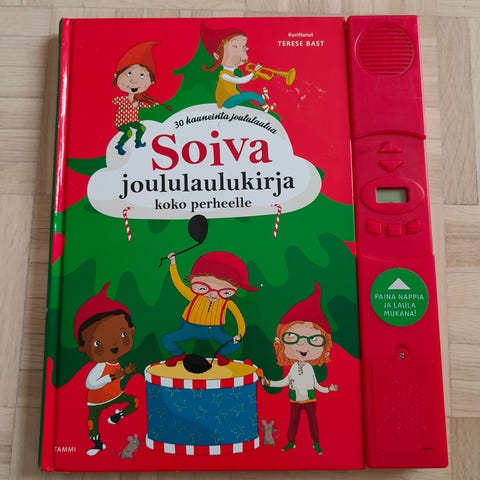 Kuvittanut
TERESE BAST
30 kauneinta joululaulua
Soiva
joululaulukirja
koko perheelle
PAINA NAPPIA
JA LAULA
MUKANA!
TAMMI